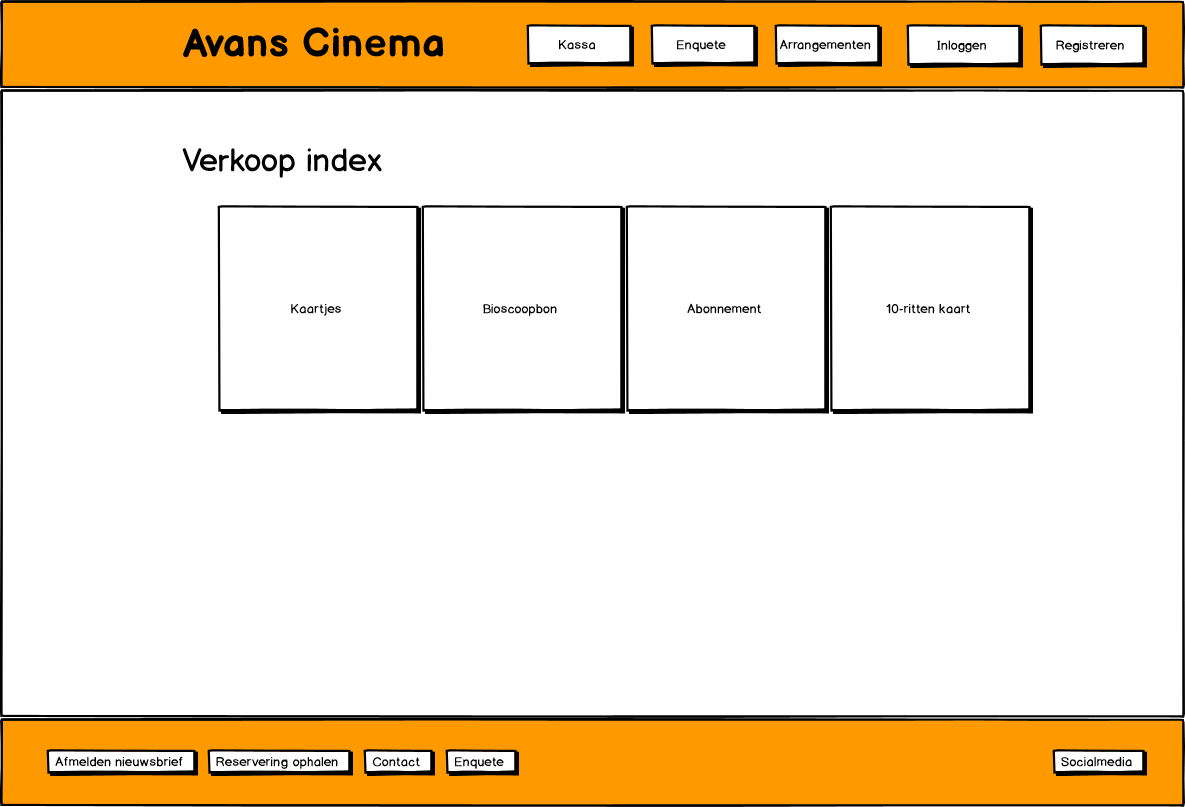 Avans Cinema
Kassa
Enquete
Arrangementen
Inloggen
Registreren
Verkoop index
Kaartjes
Bioscoopbon
Abonnement
10-ritten kaart
Afmelden nieuwsbrief
Reservering ophalen
Contact
Enquete
Socialmedia